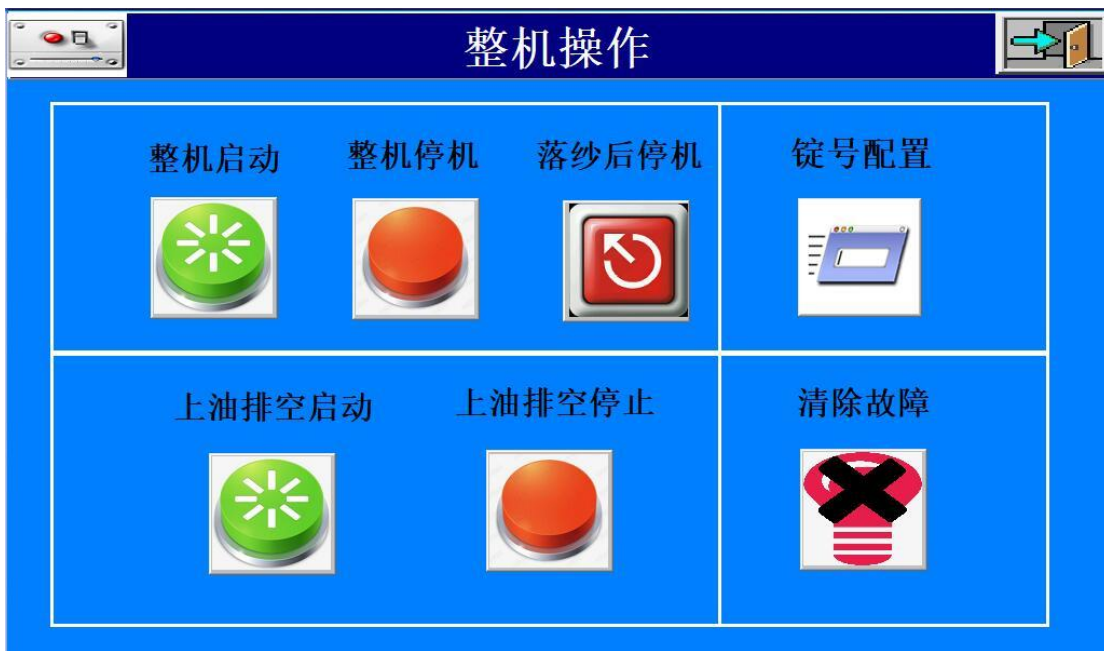 整机操作
整机启动
整机停机
落纱后停机
锭号配置
上油排空启动
上油排空停止
清除故障